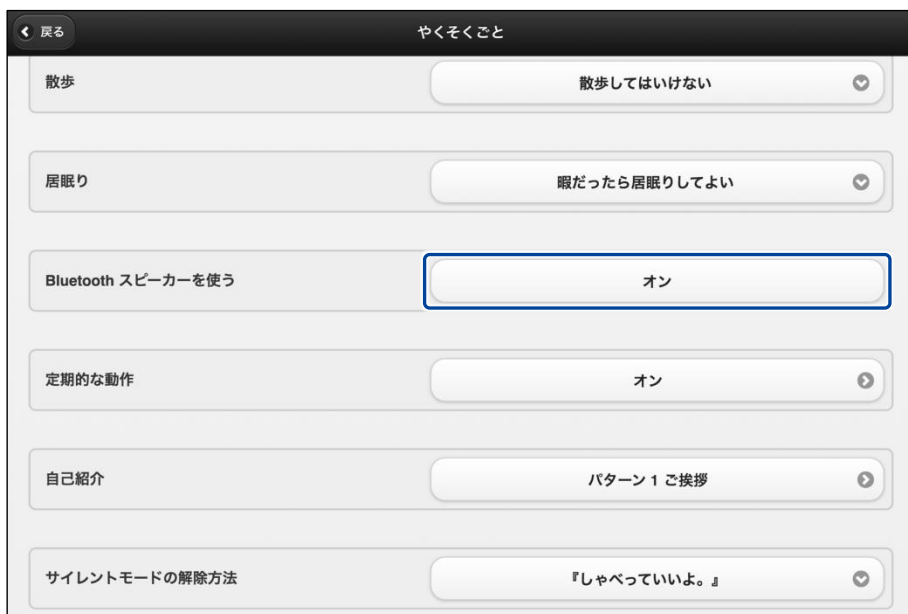 戻る
やくそくごと
散歩
散歩してはいけない
居眠り
暇だったら居眠りしてよい
Bluetooth スピーカーを使う
オン
定期的な動作
オン
自己紹介
パターン 1 ご挨拶
サイレントモードの解除方法
『しゃべっていいよ。』